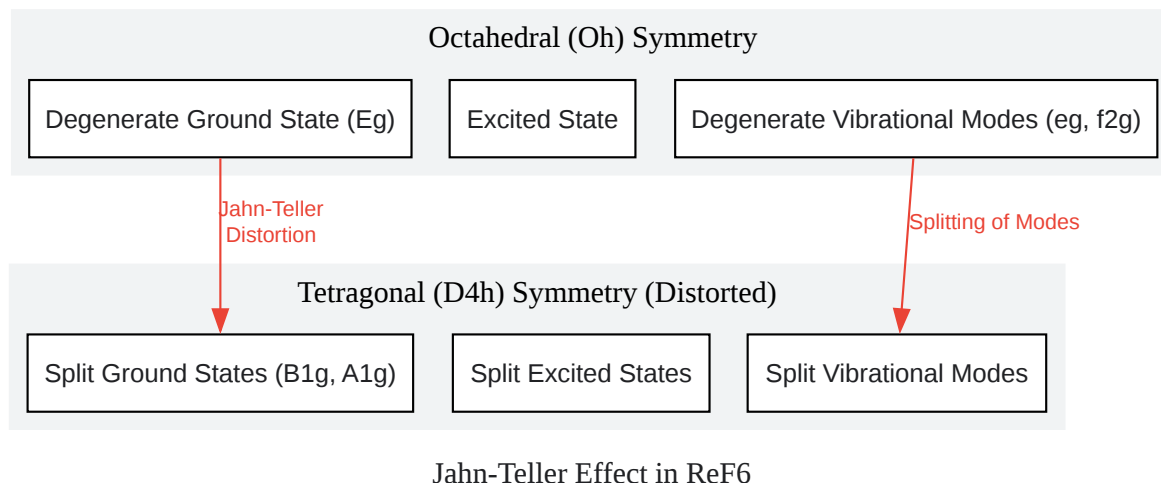 Octahedral (Oh) Symmetry
Degenerate Ground State (Eg)
Excited State
Degenerate Vibrational Modes (eg, f2g)
Jahn-Teller
Distortion
Splitting of Modes
Tetragonal (D4h) Symmetry (Distorted)
Split Ground States (B1g, A1g)
Split Excited States
Split Vibrational Modes
Jahn-Teller Effect in ReF6